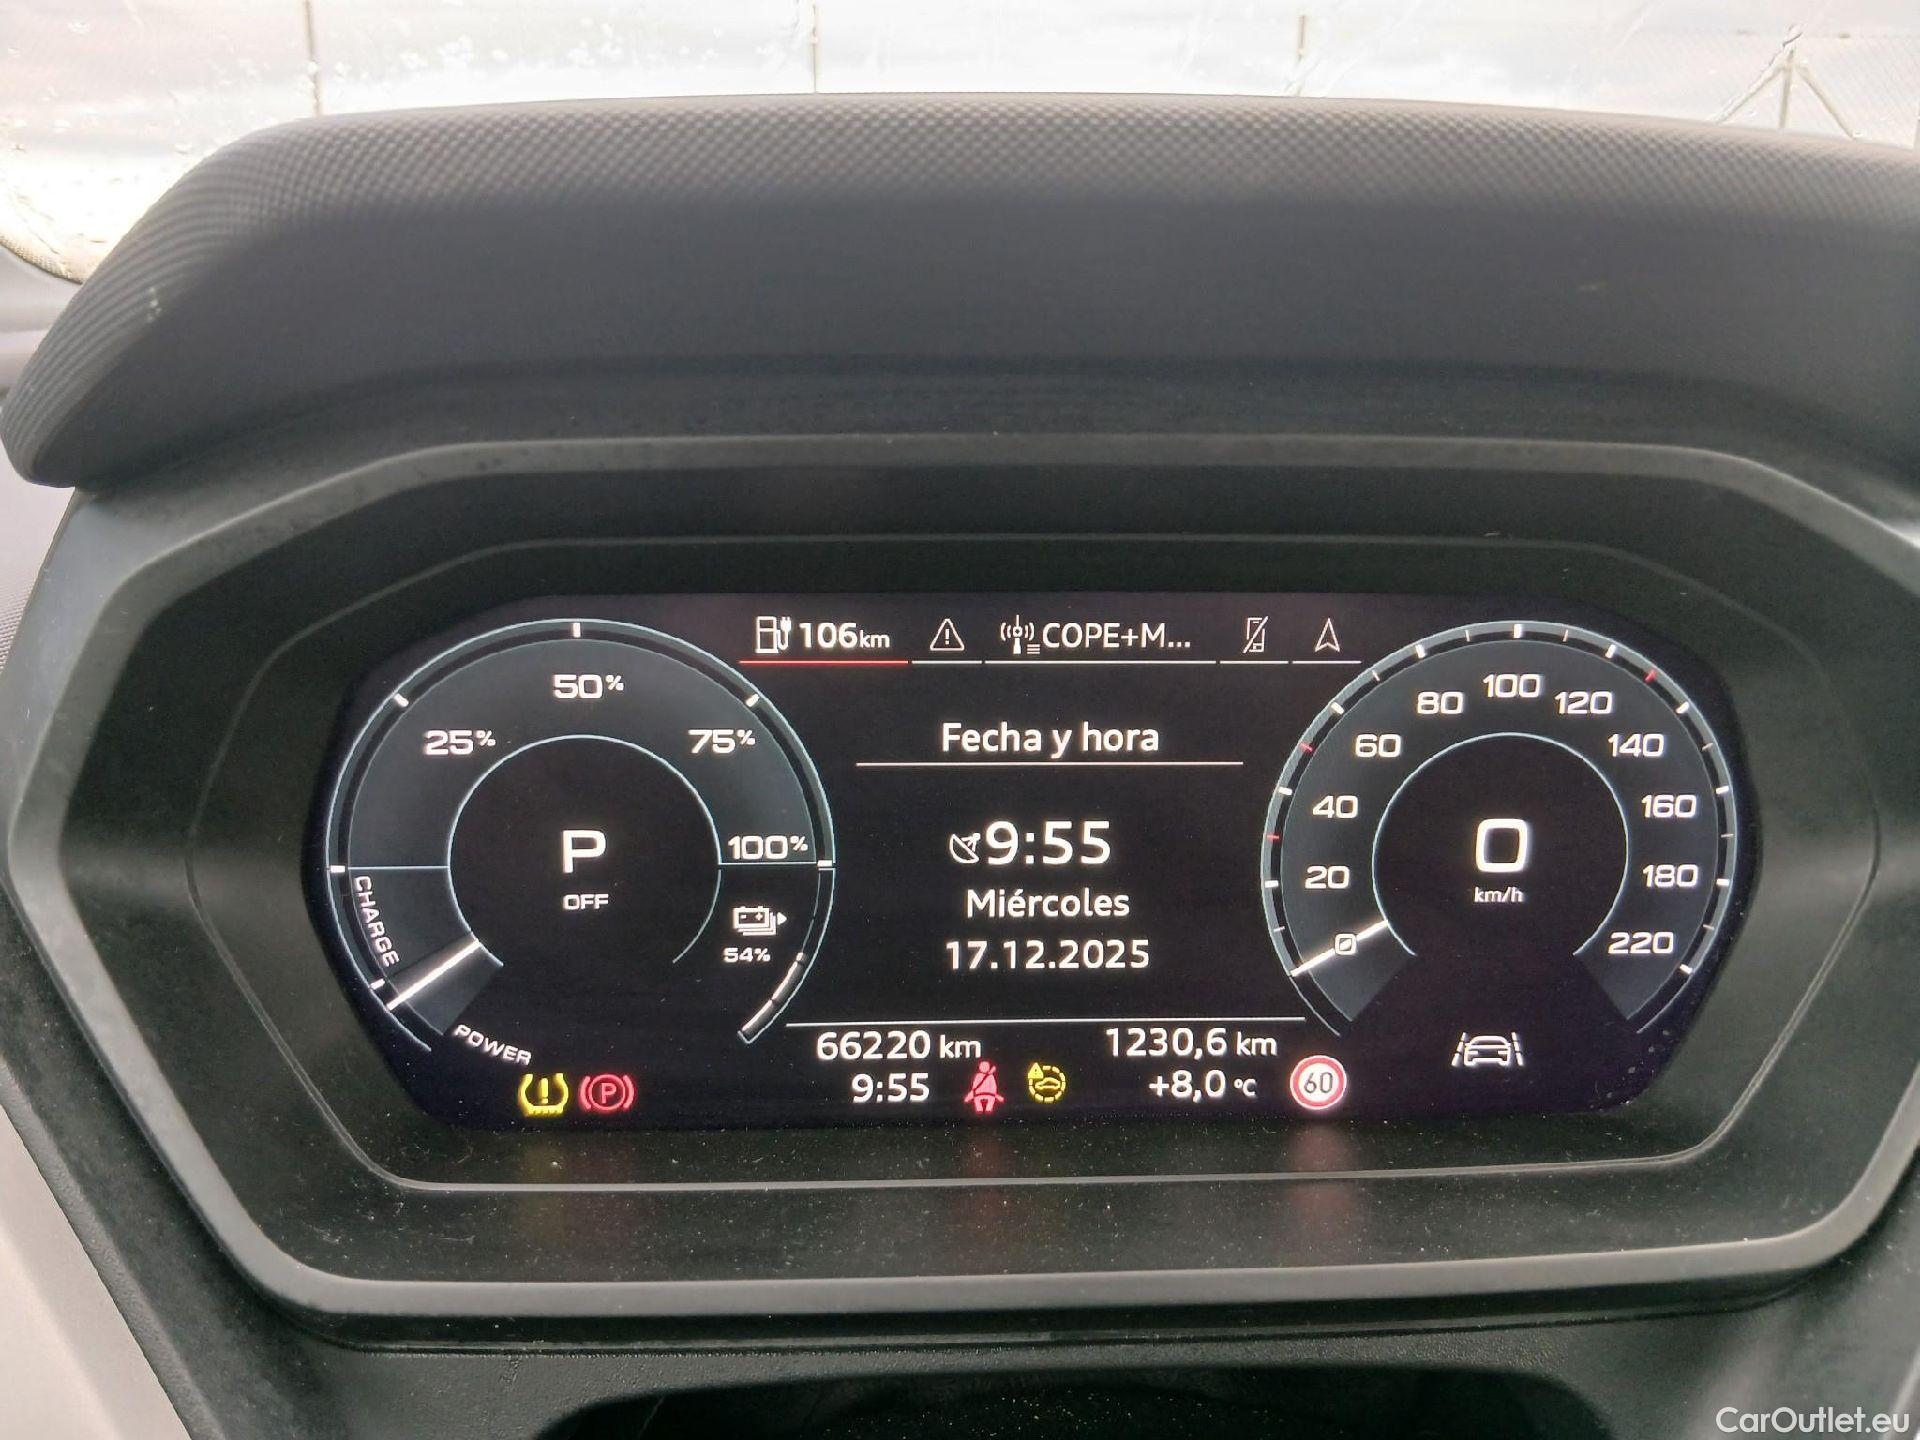 106 km
COPE+M...
Fecha y hora
9:55
Miércoles
17.12.2025
25%
50%
75%
100%
P
OFF
54%
CHARGE
POWER
0
20
40
60
80
100
120
140
160
180
220
0
km/h
66220 km
1230,6 km
9:55
+8,0 °C
60
P
CarOutlet.eu